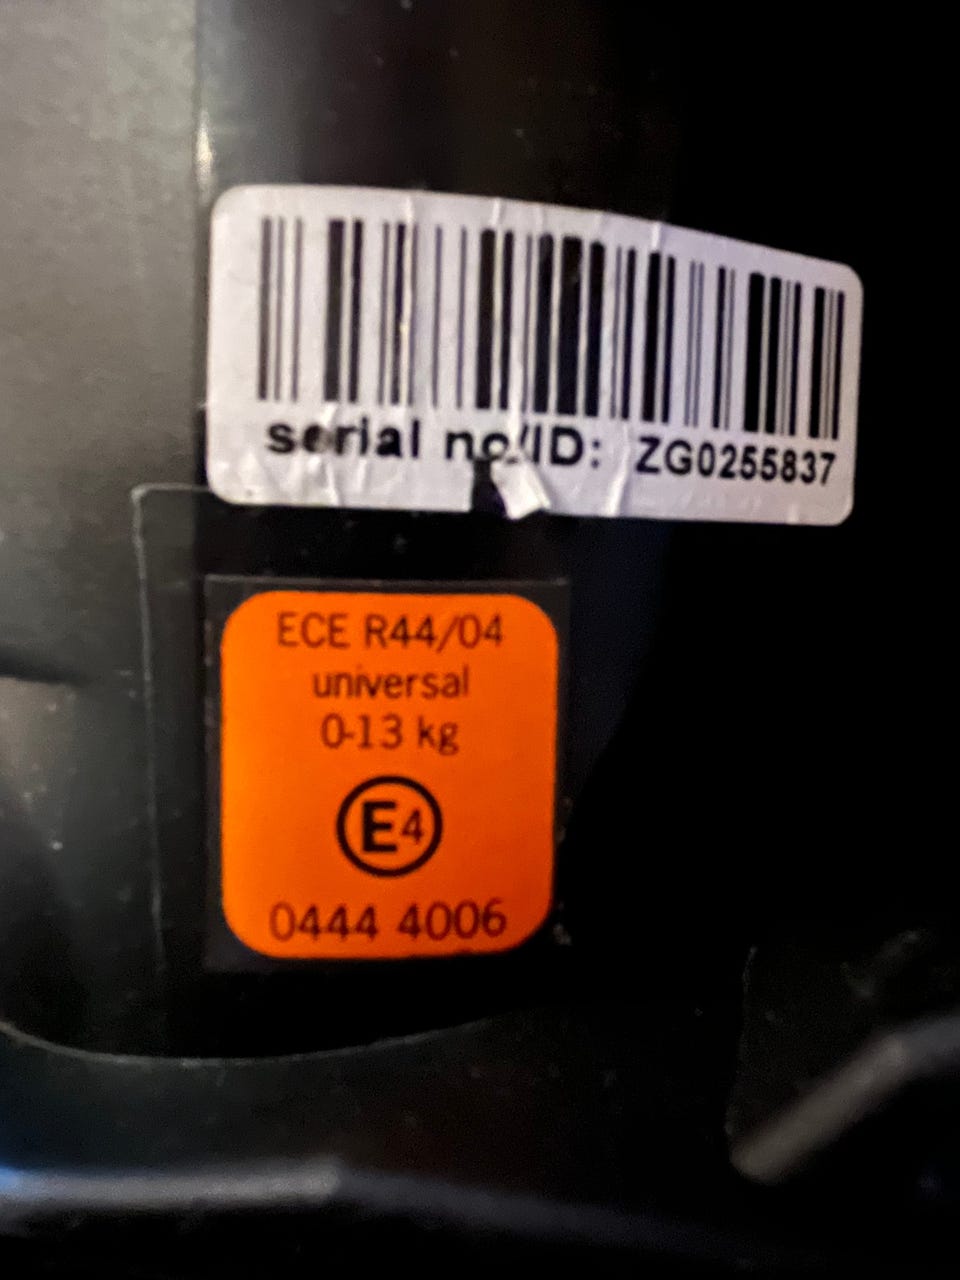 serial no/ID: ZG0255837
ECE R44/04
universal
0-13 kg
E4
0444 4006